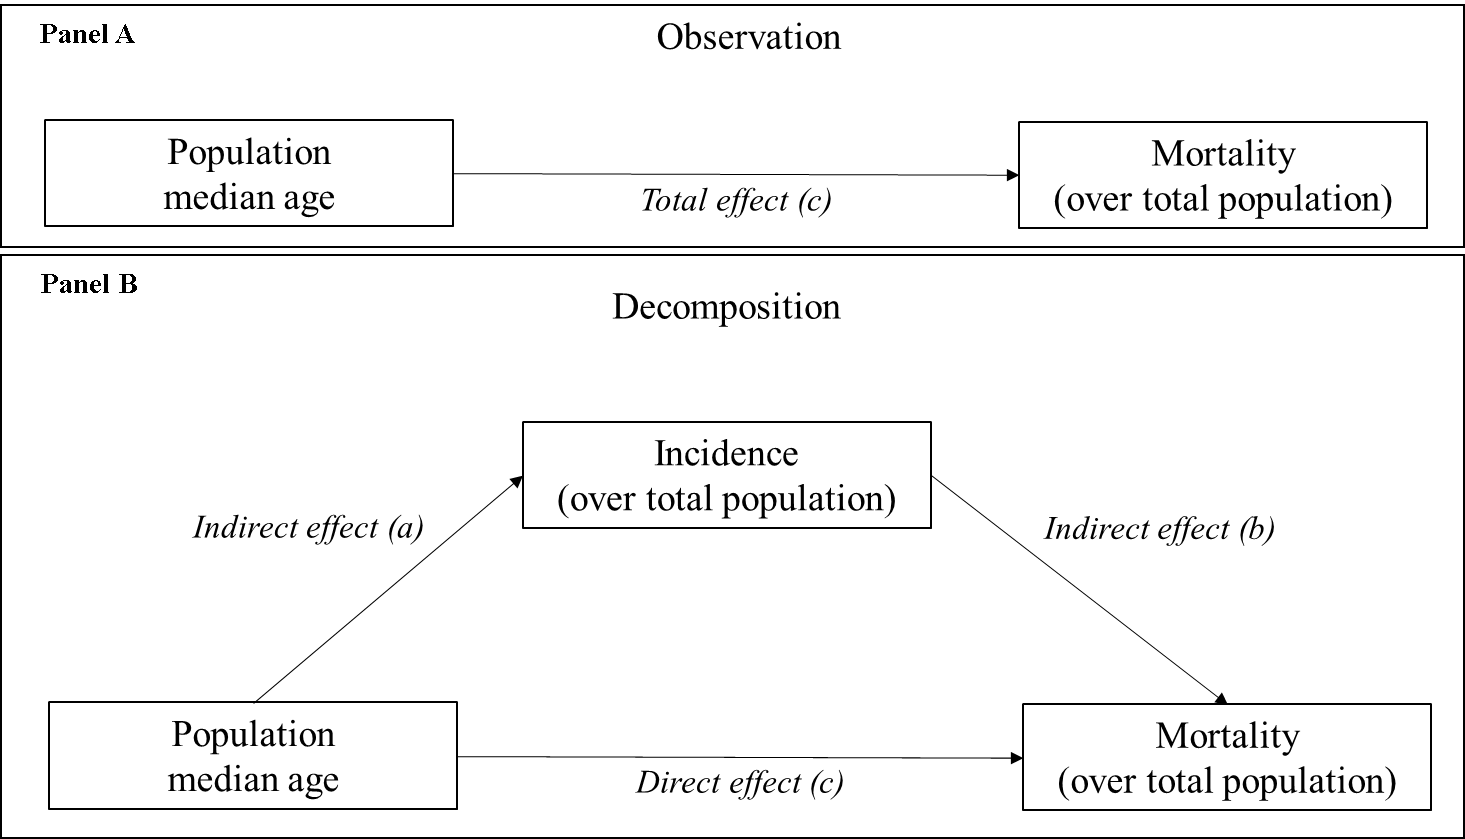 Panel A
Observation
Population
median age
Total effect (c)
Mortality
(over total population)
Panel B
Decomposition
Incidence
(over total population)
Indirect effect (a)
Indirect effect (b)
Population
median age
Direct effect (c)
Mortality
(over total population)